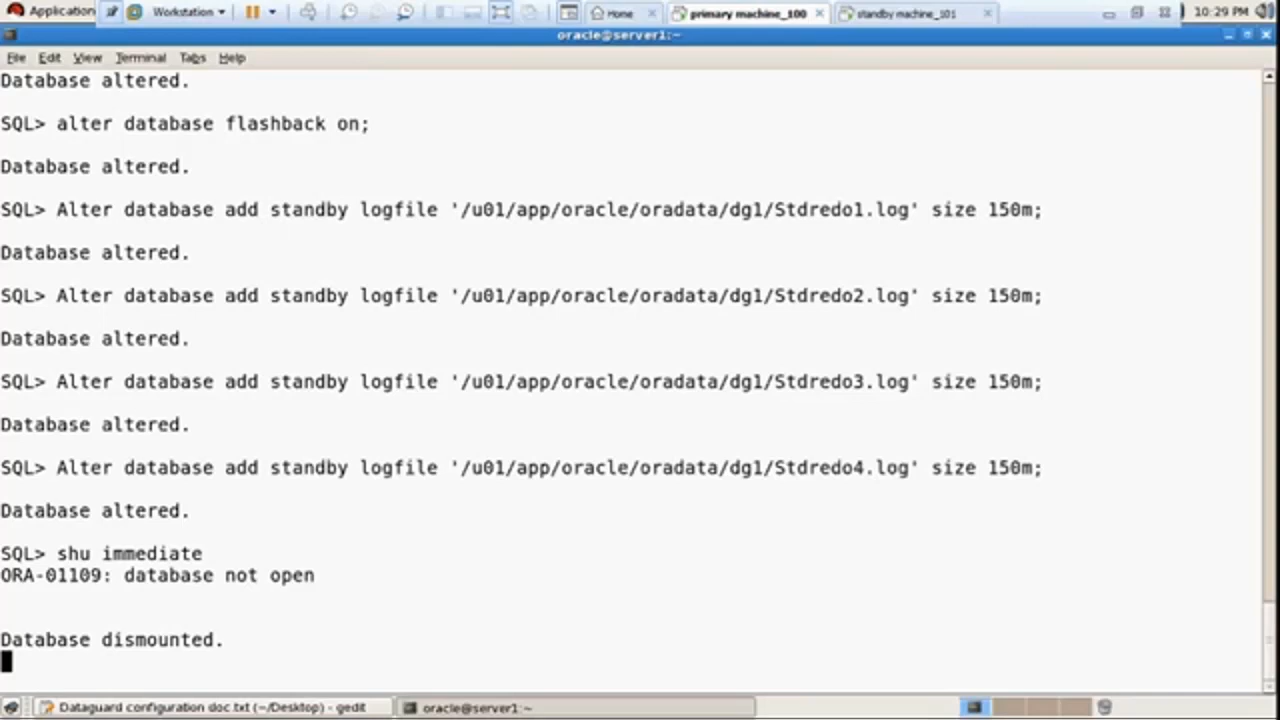 Application
Workstation
Home
primary machine_100
standby machine_101
10:29 PM
oracle@server1:~
File Edit View Terminal Tabs Help
Database altered.
SQL> alter database flashback on;
Database altered.
SQL> Alter database add standby logfile '/u01/app/oracle/oradata/dg1/Stdredo1.log' size 150m;
Database altered.
SQL> Alter database add standby logfile '/u01/app/oracle/oradata/dg1/Stdredo2.log' size 150m;
Database altered.
SQL> Alter database add standby logfile '/u01/app/oracle/oradata/dg1/Stdredo3.log' size 150m;
Database altered.
SQL> Alter database add standby logfile '/u01/app/oracle/oradata/dg1/Stdredo4.log' size 150m;
Database altered.
SQL> shu immediate
ORA-01109: database not open
Database dismounted.
Dataguard configuration doc.txt (~/Desktop) - gedit
oracle@server1:~